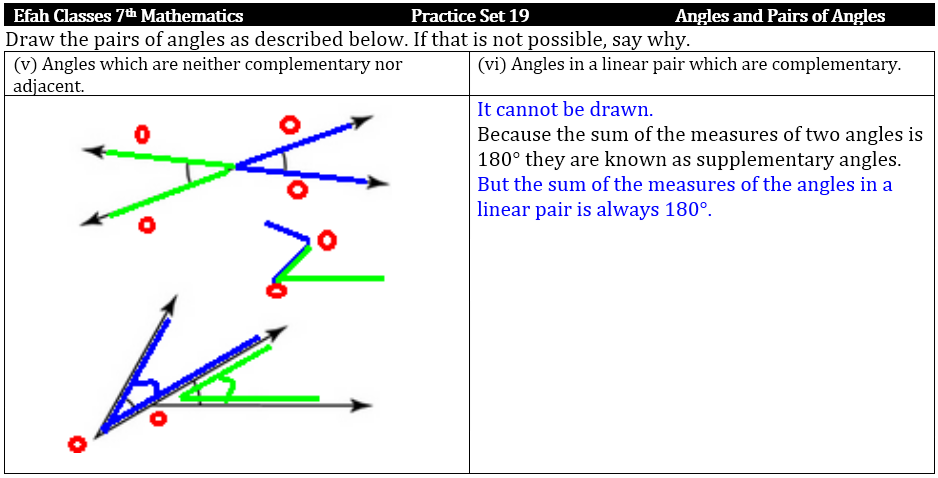 Efah Classes 7th Mathematics Practice Set 19 Angles and Pairs of Angles
Draw the pairs of angles as described below. If that is not possible, say why.
(v) Angles which are neither complementary nor
adjacent.
(vi) Angles in a linear pair which are complementary.
It cannot be drawn.
Because the sum of the measures of two angles is
180° they are known as supplementary angles.
But the sum of the measures of the angles in a
linear pair is always 180°.